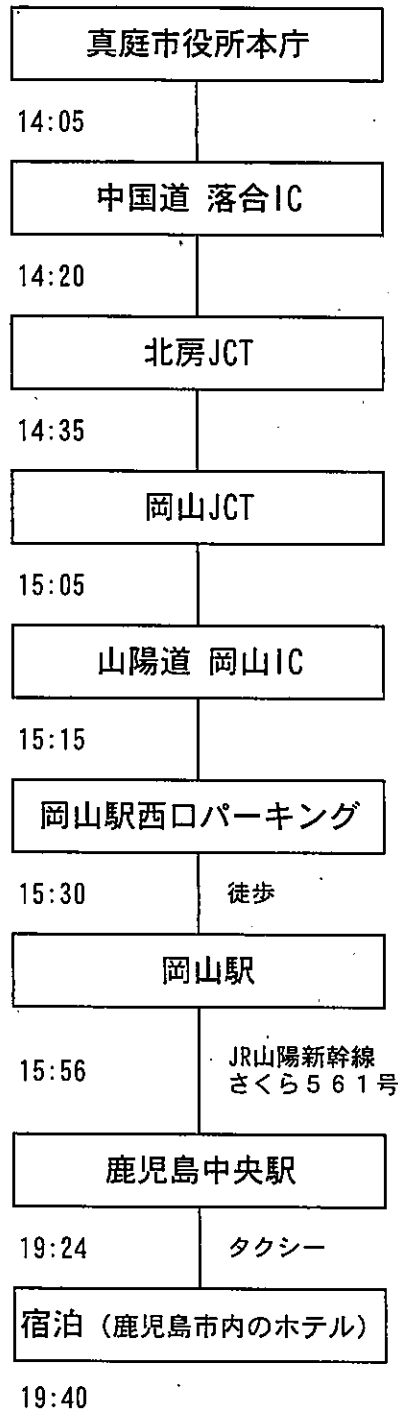 真庭市役所本庁
14:05
中国道 落合IC
14:20
北房JCT
14:35
岡山JCT
15:05
山陽道 岡山IC
15:15
岡山駅西口パーキング
15:30 徒歩
岡山駅
15:56 JR山陽新幹線
さくら５６１号
鹿児島中央駅
19:24 タクシー
宿泊（鹿児島市内のホテル）
19:40